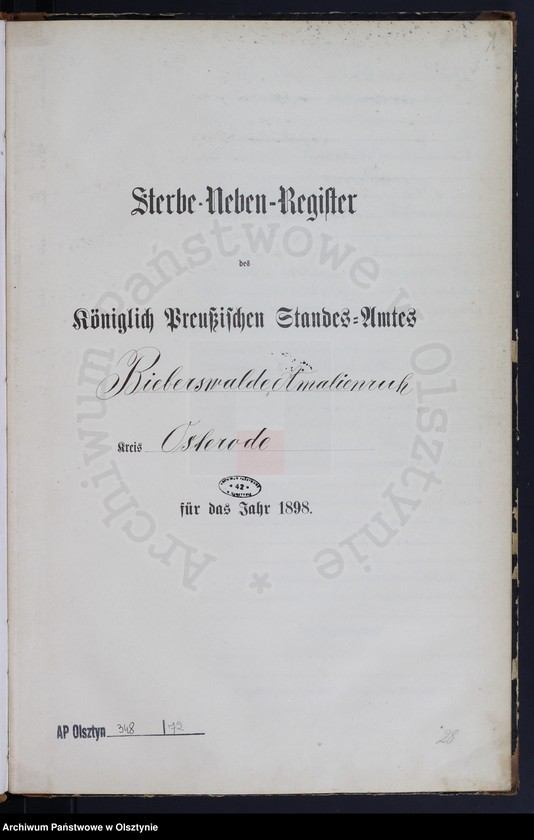 Sterbe-Neben-Register
des
Königlich Preußischen Standes-Amtes
Bieberswalde Amalienruh
Kreis Osterode
42
für das Jahr 1898.
AP Olsztyn 348 / 72
28
Archiwum Państwowe w Olsztynie *
Archiwum Państwowe w Olsztynie